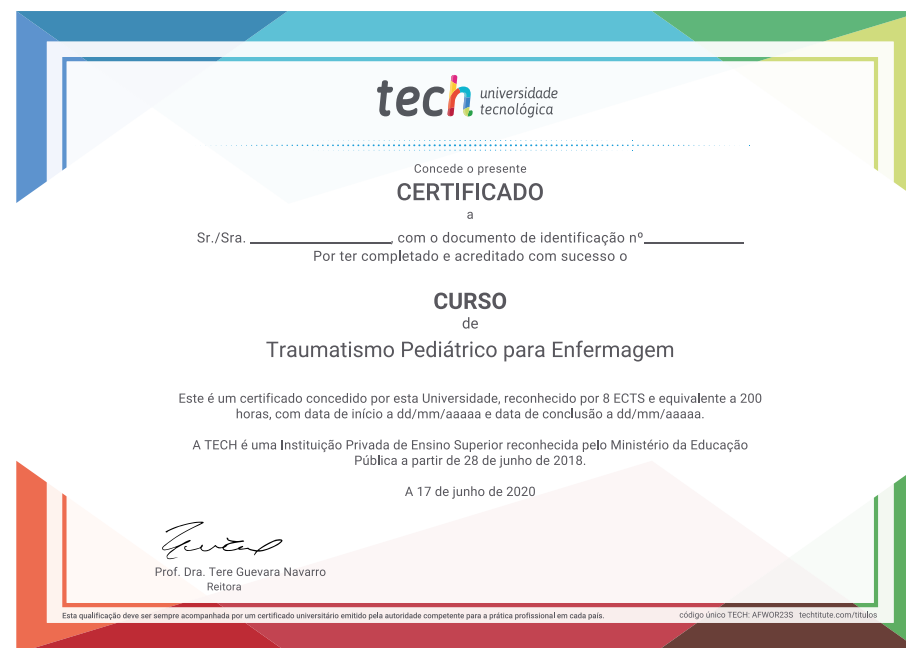 tech universidade
tecnológica
Concede o presente
CERTIFICADO
a
Sr./Sra. ____________________, com o documento de identificação nº______________
Por ter completado e acreditado com sucesso o
CURSO
de
Traumatismo Pediátrico para Enfermagem
Este é um certificado concedido por esta Universidade, reconhecido por 8 ECTS e equivalente a 200
horas, com data de início a dd/mm/aaaaa e data de conclusão a dd/mm/aaaaa.
A TECH é uma Instituição Privada de Ensino Superior reconhecida pelo Ministério da Educação
Pública a partir de 28 de junho de 2018.
A 17 de junho de 2020
Prof. Dra. Tere Guevara Navarro
Reitora
Esta qualificação deve ser sempre acompanhada por um certificado universitário emitido pela autoridade competente para a prática profissional em cada país.
código único TECH: AFWOR23S techtitute.com/titulos